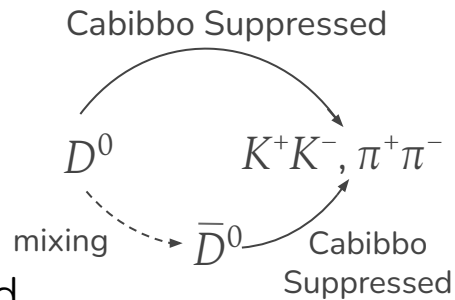 Cabibbo Suppressed
D⁰ K⁺K⁻, π⁺π⁻
mixing D̅⁰ Cabibbo
Suppressed